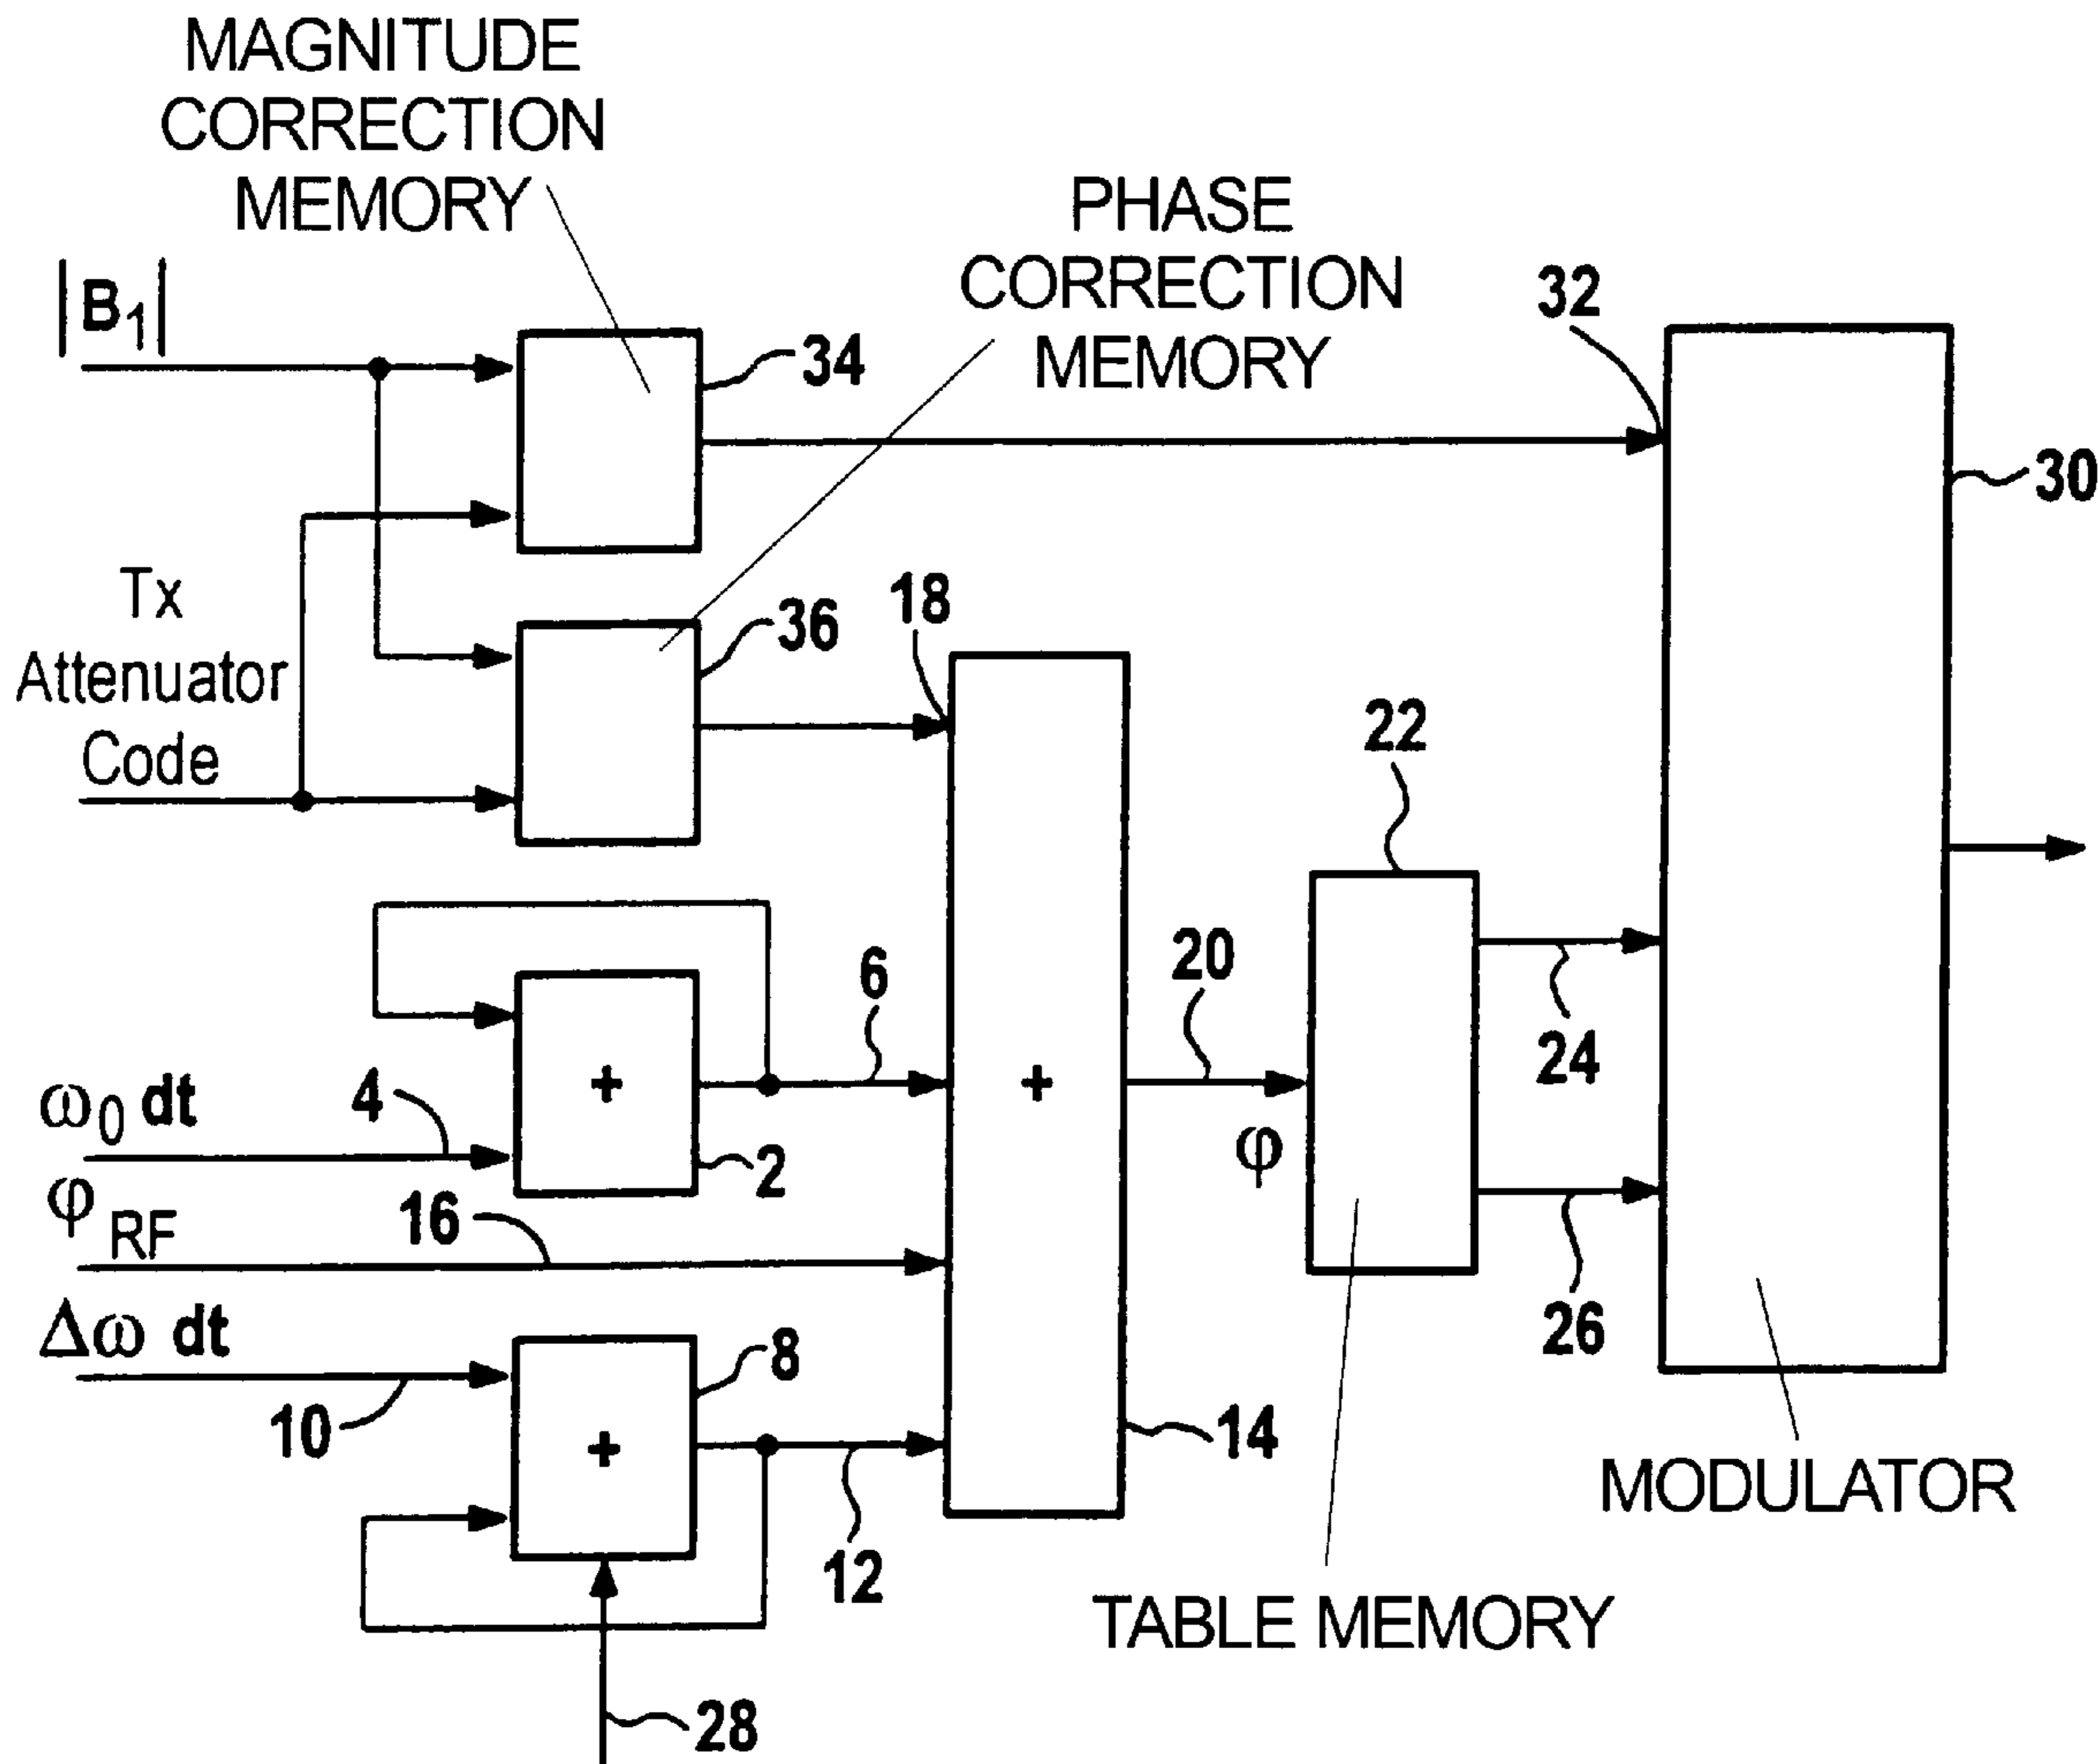 MAGNITUDE
CORRECTION
MEMORY
PHASE
CORRECTION
MEMORY
|B₁|
34
32
30
Tx
Attenuator
Code
36
18
22
6
20
ω₀ dt
4
+
2
+
φ
24
φ RF
16
26
Δω dt
10
+
8
12
14
MODULATOR
TABLE MEMORY
28